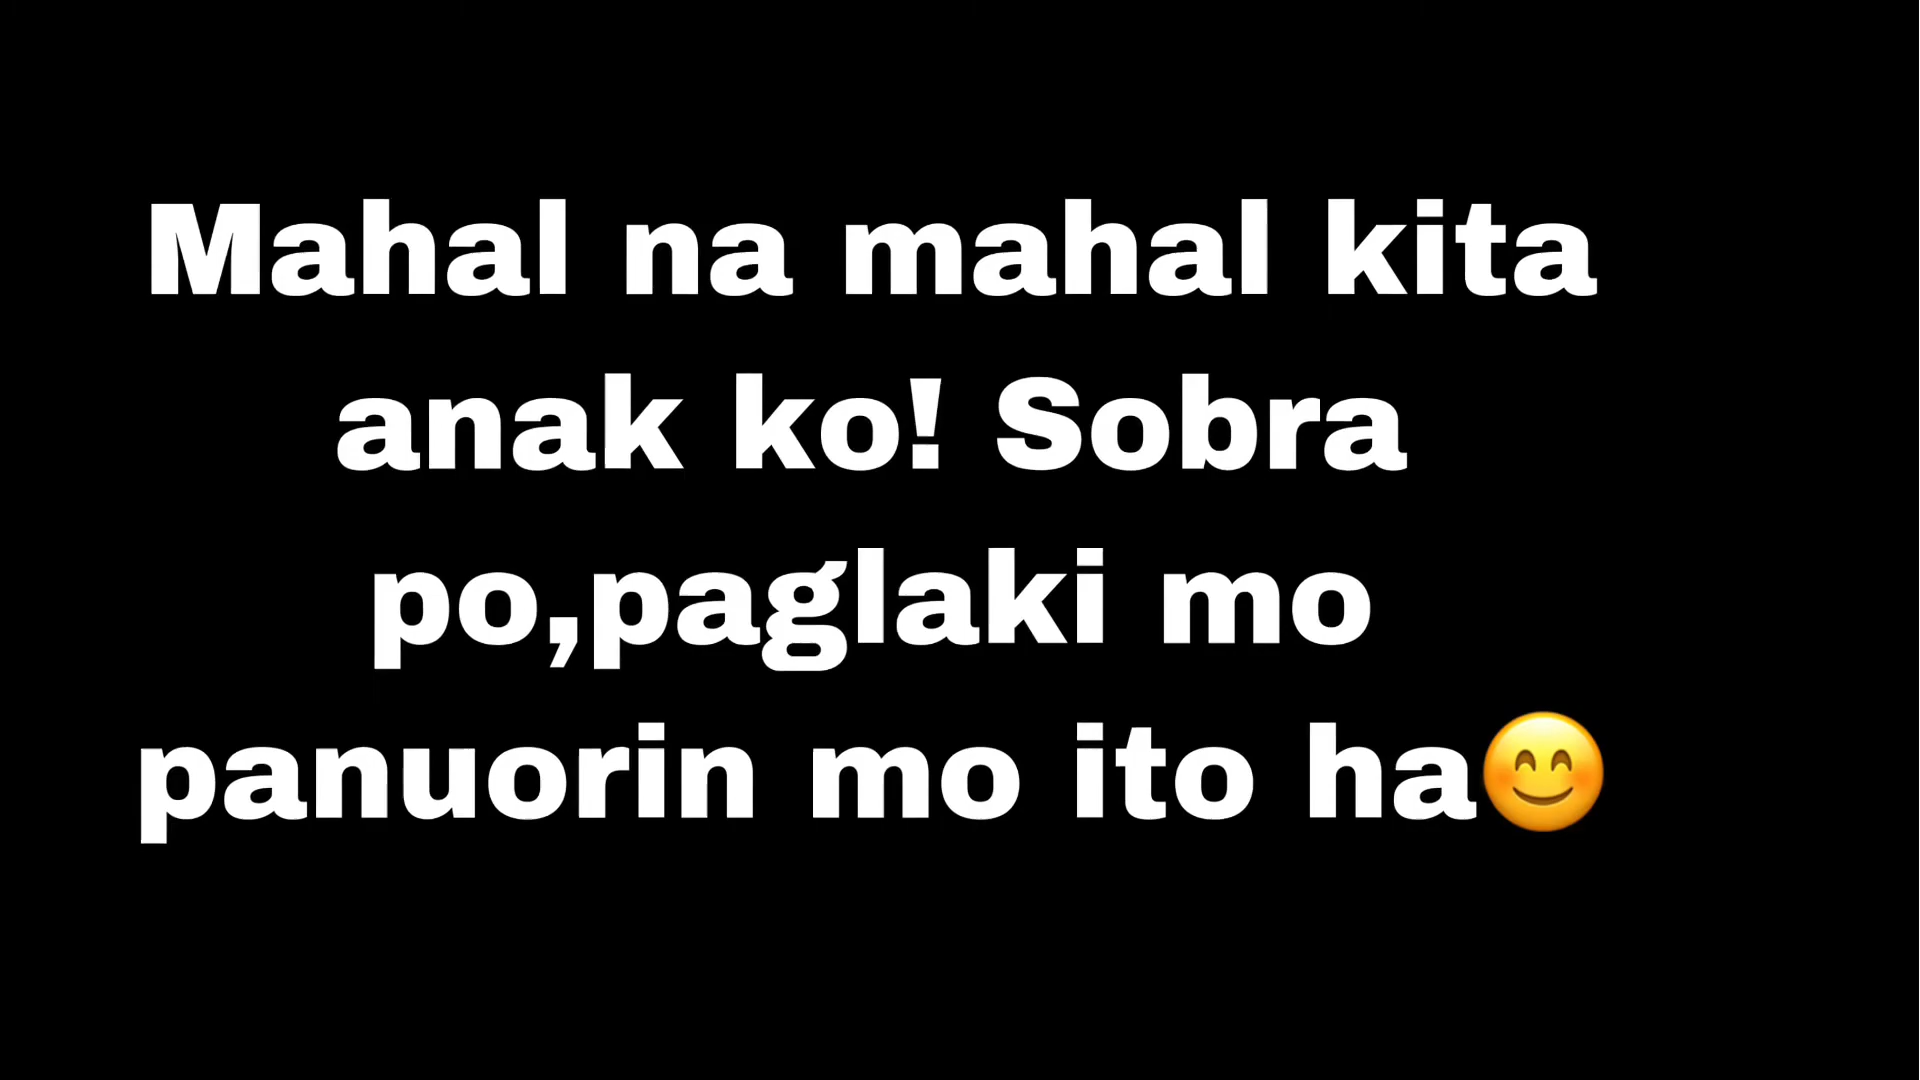 Mahal na mahal kita
anak ko! Sobra
po,paglaki mo
panuorin mo ito ha😊